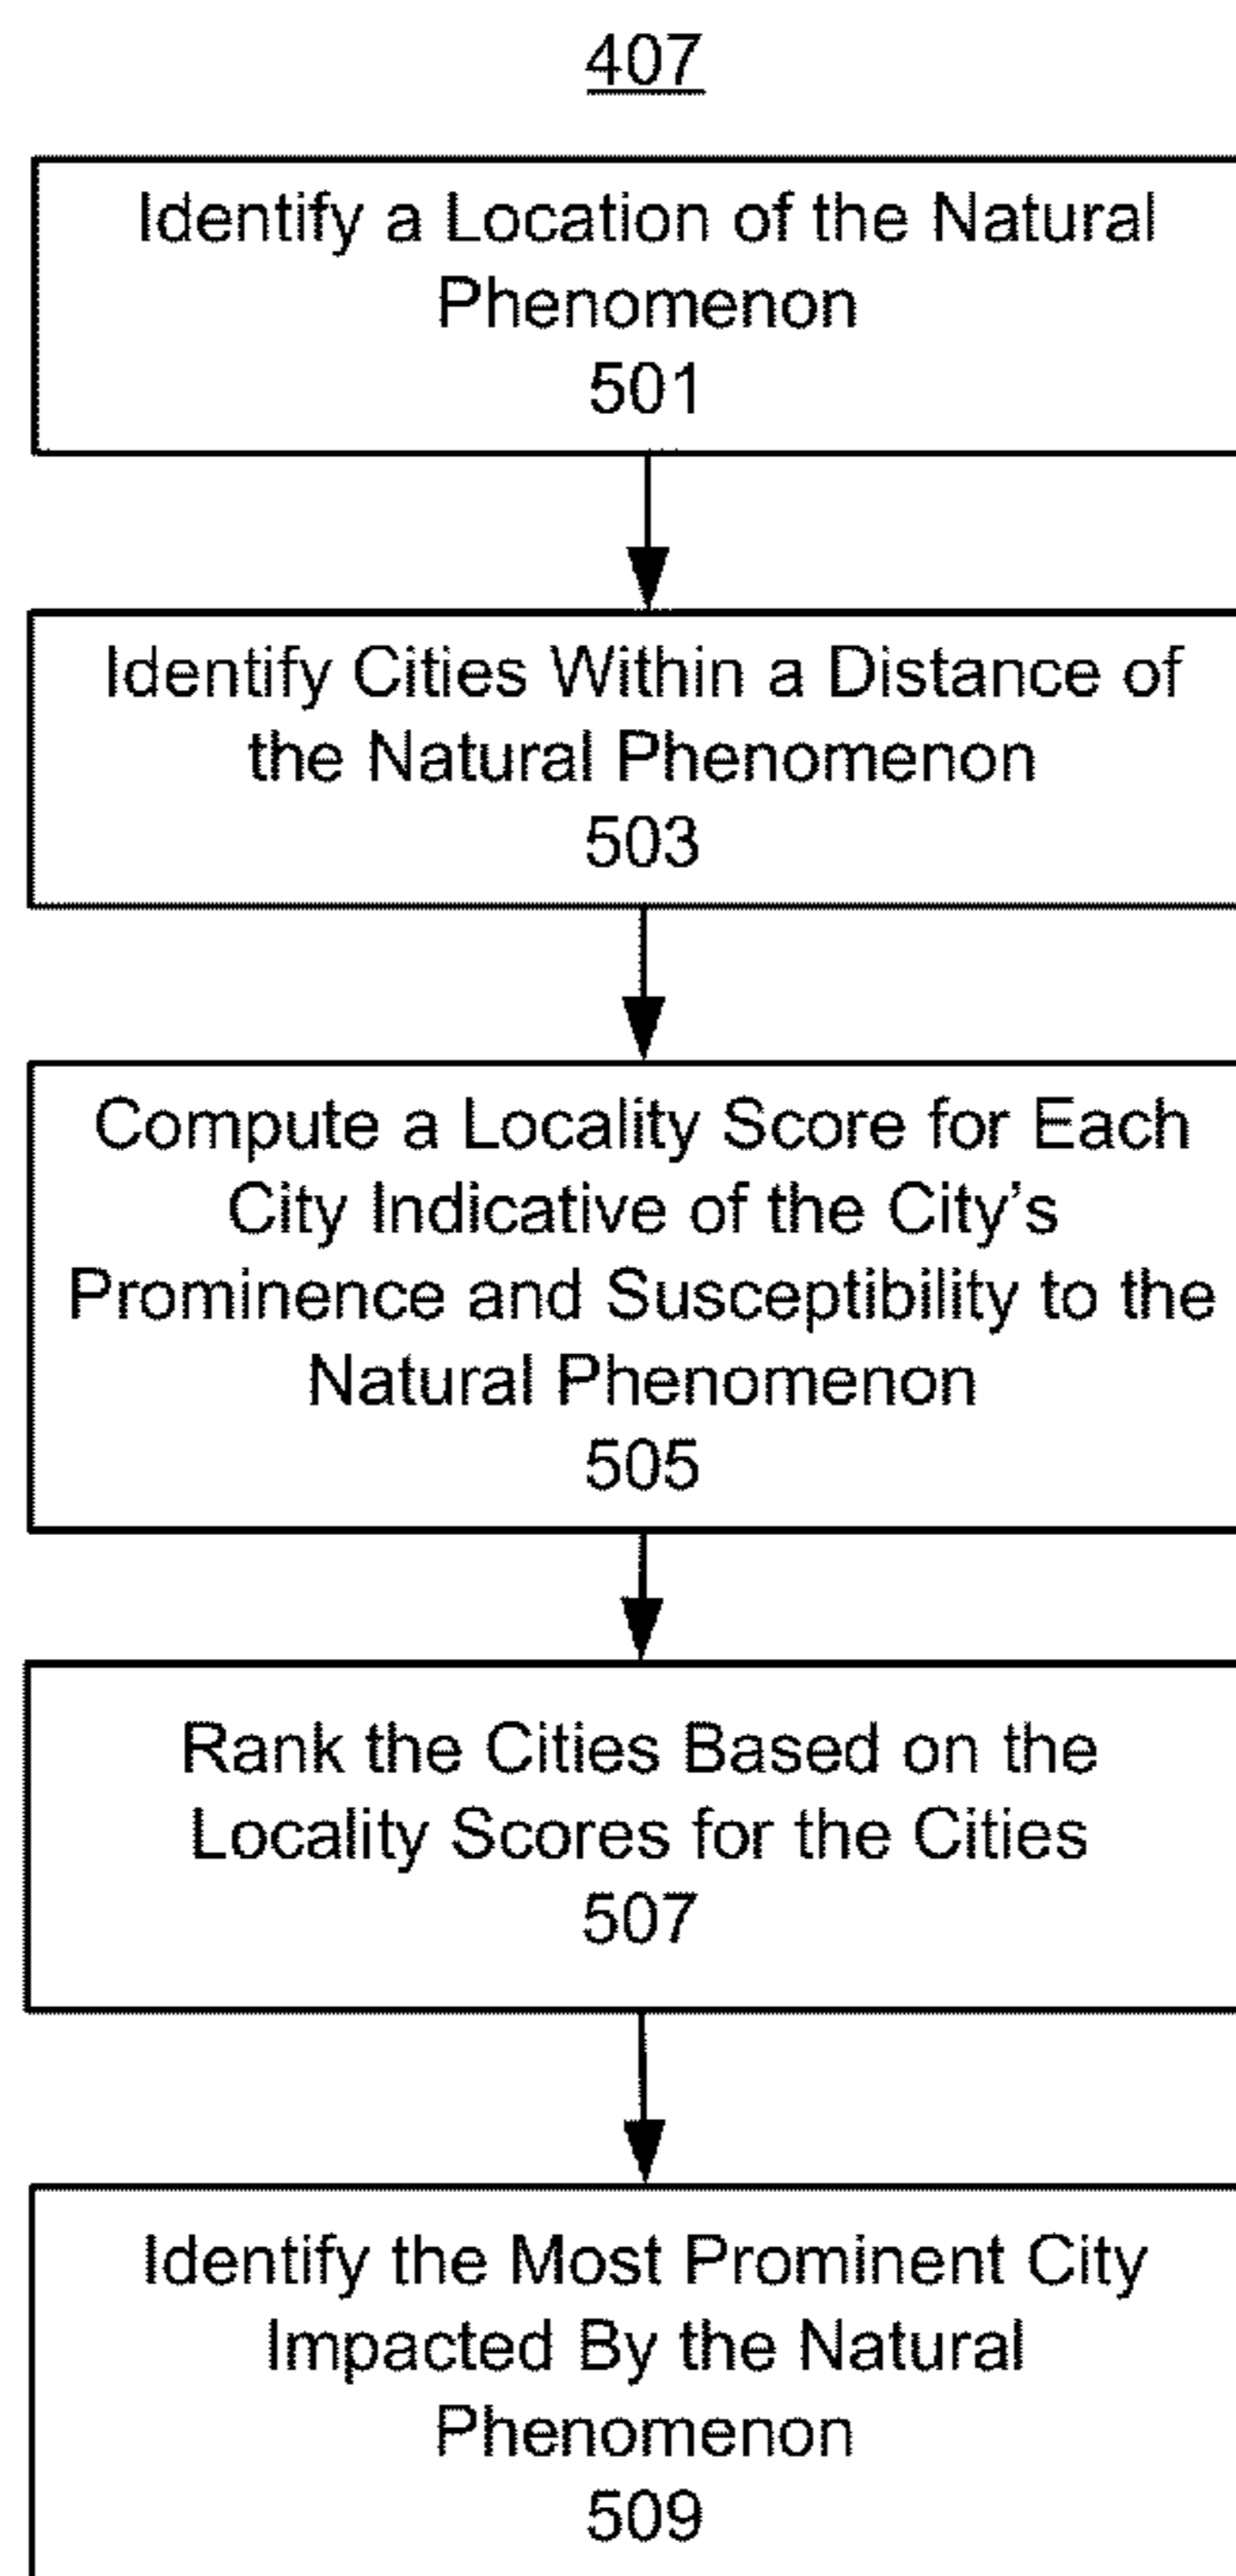 407
Identify a Location of the Natural
Phenomenon
501
Identify Cities Within a Distance of
the Natural Phenomenon
503
Compute a Locality Score for Each
City Indicative of the City's
Prominence and Susceptibility to the
Natural Phenomenon
505
Rank the Cities Based on the
Locality Scores for the Cities
507
Identify the Most Prominent City
Impacted By the Natural
Phenomenon
509